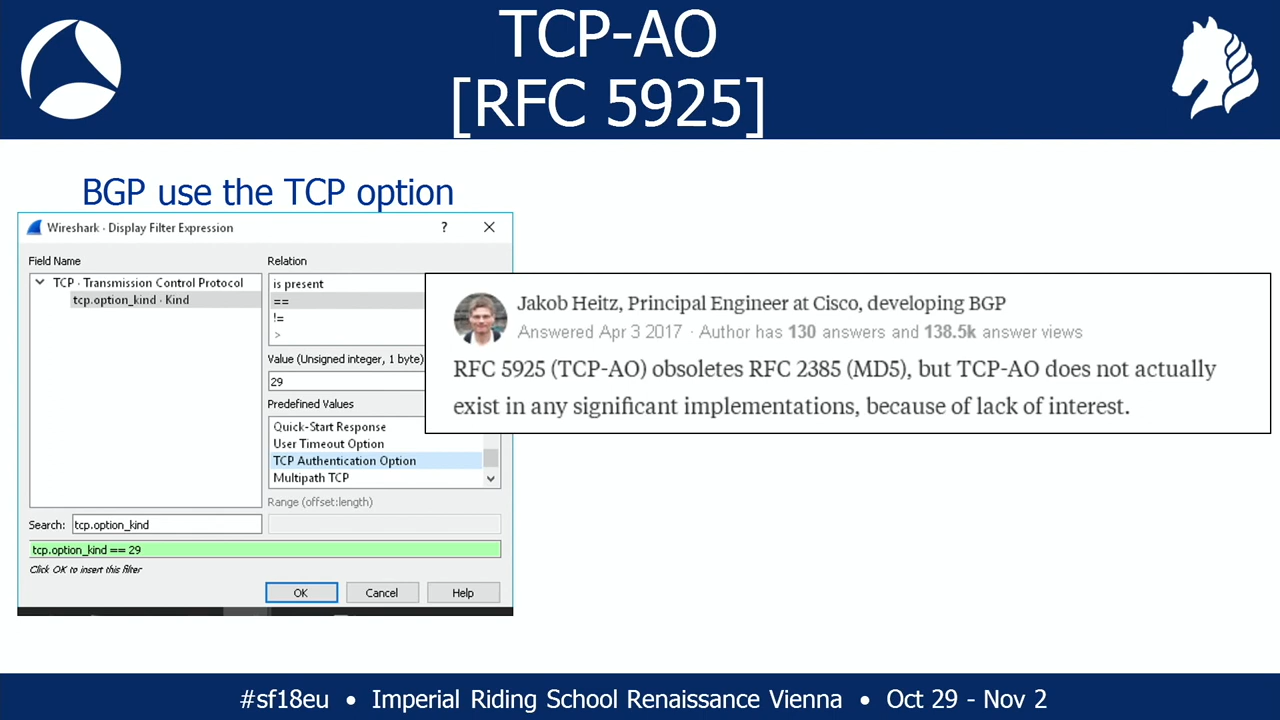 TCP-AO
[RFC 5925]
BGP use the TCP option
Wireshark · Display Filter Expression
?
Field Name
TCP · Transmission Control Protocol
tcp.option_kind · Kind
Search: tcp.option_kind
Relation
is present
==
!=
>
Value (Unsigned integer, 1 byte)
29
Predefined Values
Quick-Start Response
User Timeout Option
TCP Authentication Option
Multipath TCP
Range (offset:length)
tcp.option_kind == 29
Click OK to insert this filter
OK
Cancel
Help
Jakob Heitz, Principal Engineer at Cisco, developing BGP
Answered Apr 3 2017 · Author has 130 answers and 138.5k answer views
RFC 5925 (TCP-AO) obsoletes RFC 2385 (MD5), but TCP-AO does not actually
exist in any significant implementations, because of lack of interest.
#sf18eu • Imperial Riding School Renaissance Vienna • Oct 29 - Nov 2